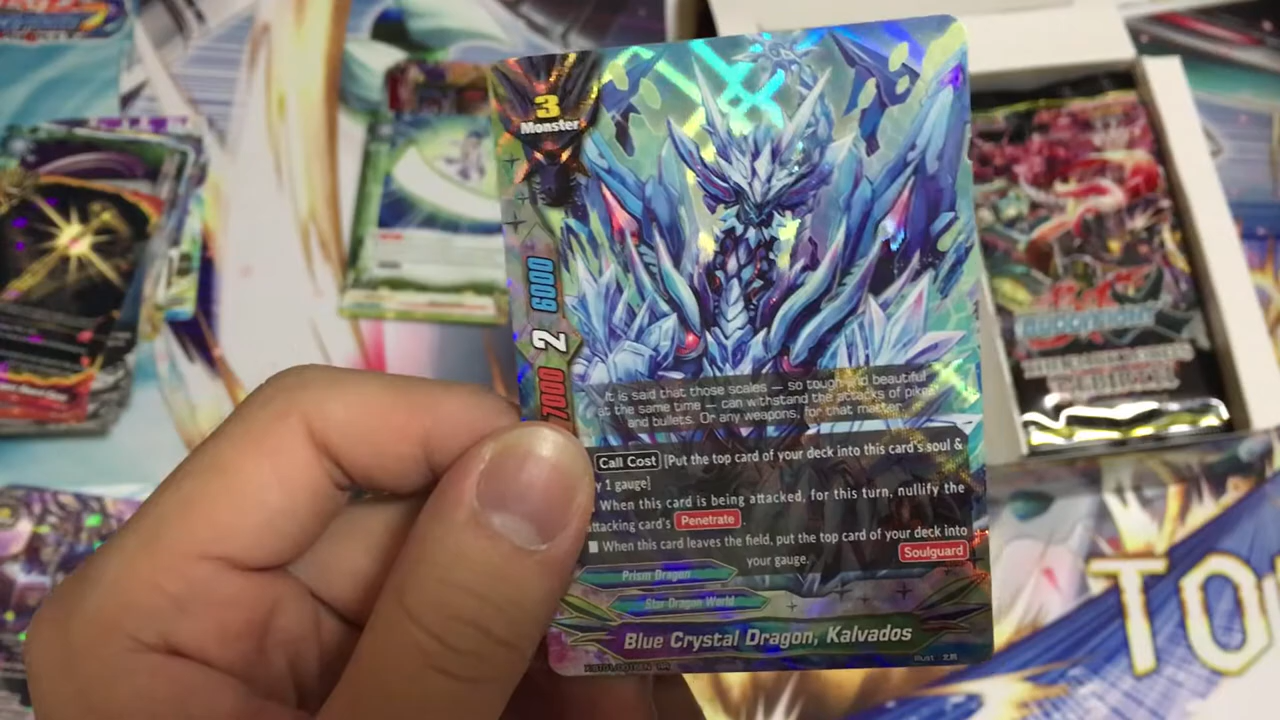 3
Monster
6000
2
7000
It is said that those scales — so tough and beautiful
at the same time — can withstand the attacks of pikes
and bullets. Or any weapons, for that matter.
Call Cost [Put the top card of your deck into this card's soul &
y 1 gauge]
When this card is being attacked, for this turn, nullify the
attacking card's Penetrate.
■ When this card leaves the field, put the top card of your deck into
your gauge. Soulguard
Prism Dragon
Star Dragon World
Blue Crystal Dragon, Kalvados
Illust
TO